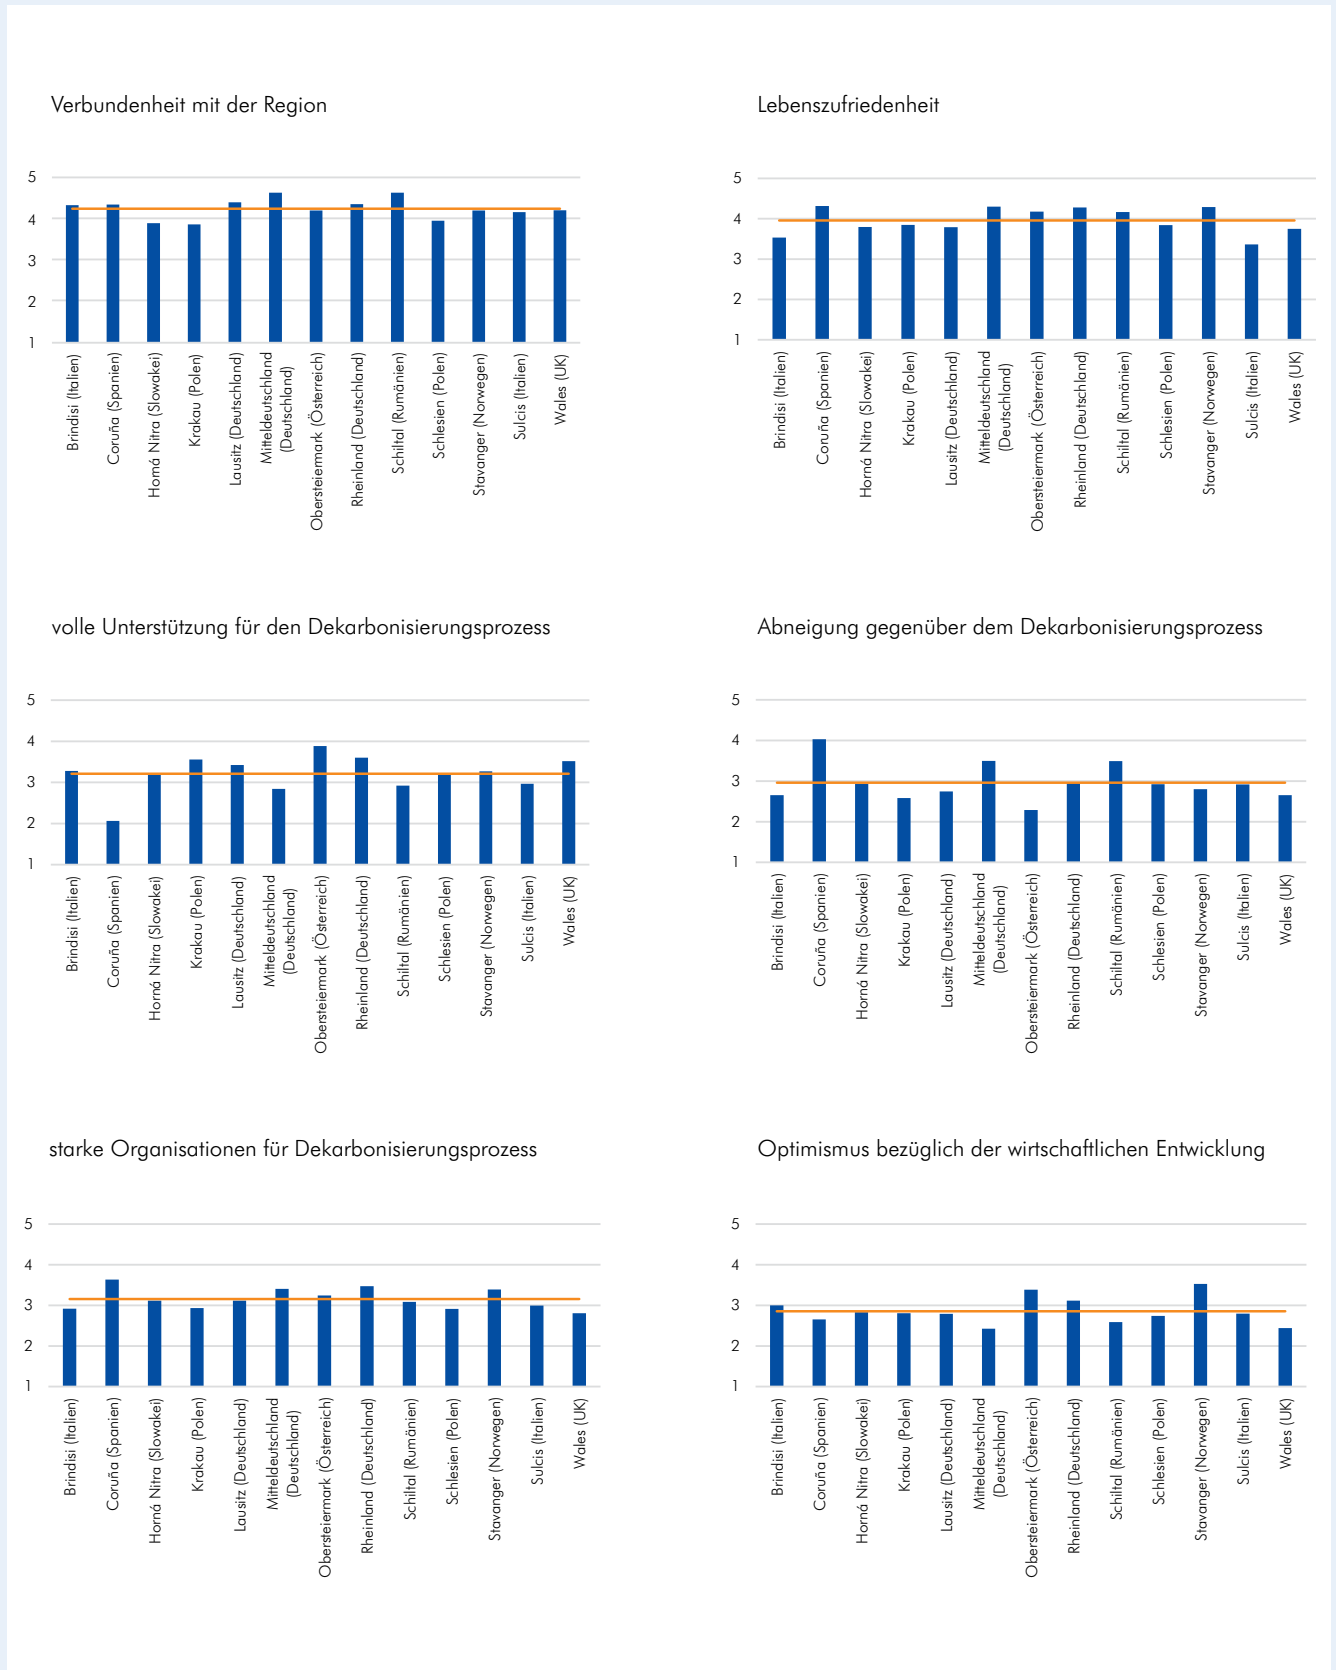 Verbundenheit mit der Region
5
4
3
2
1
Brindisi (Italien)
Coruña (Spanien)
Horná Nitra (Slowakei)
Krakau (Polen)
Lausitz (Deutschland)
Mitteldeutschland
(Deutschland)
Obersteiermark (Österreich)
Rheinland (Deutschland)
Schiltal (Rumänien)
Schlesien (Polen)
Stavanger (Norwegen)
Sulcis (Italien)
Wales (UK)
Lebenszufriedenheit
5
4
3
2
1
Brindisi (Italien)
Coruña (Spanien)
Horná Nitra (Slowakei)
Krakau (Polen)
Lausitz (Deutschland)
Mitteldeutschland
(Deutschland)
Obersteiermark (Österreich)
Rheinland (Deutschland)
Schiltal (Rumänien)
Schlesien (Polen)
Stavanger (Norwegen)
Sulcis (Italien)
Wales (UK)
volle Unterstützung für den Dekarbonisierungsprozess
5
4
3
2
1
Brindisi (Italien)
Coruña (Spanien)
Horná Nitra (Slowakei)
Krakau (Polen)
Lausitz (Deutschland)
Mitteldeutschland
(Deutschland)
Obersteiermark (Österreich)
Rheinland (Deutschland)
Schiltal (Rumänien)
Schlesien (Polen)
Stavanger (Norwegen)
Sulcis (Italien)
Wales (UK)
Abneigung gegenüber dem Dekarbonisierungsprozess
5
4
3
2
1
Brindisi (Italien)
Coruña (Spanien)
Horná Nitra (Slowakei)
Krakau (Polen)
Lausitz (Deutschland)
Mitteldeutschland
(Deutschland)
Obersteiermark (Österreich)
Rheinland (Deutschland)
Schiltal (Rumänien)
Schlesien (Polen)
Stavanger (Norwegen)
Sulcis (Italien)
Wales (UK)
starke Organisationen für Dekarbonisierungsprozess
5
4
3
2
1
Brindisi (Italien)
Coruña (Spanien)
Horná Nitra (Slowakei)
Krakau (Polen)
Lausitz (Deutschland)
Mitteldeutschland
(Deutschland)
Obersteiermark (Österreich)
Rheinland (Deutschland)
Schiltal (Rumänien)
Schlesien (Polen)
Stavanger (Norwegen)
Sulcis (Italien)
Wales (UK)
Optimismus bezüglich der wirtschaftlichen Entwicklung
5
4
3
2
1
Brindisi (Italien)
Coruña (Spanien)
Horná Nitra (Slowakei)
Krakau (Polen)
Lausitz (Deutschland)
Mitteldeutschland
(Deutschland)
Obersteiermark (Österreich)
Rheinland (Deutschland)
Schiltal (Rumänien)
Schlesien (Polen)
Stavanger (Norwegen)
Sulcis (Italien)
Wales (UK)